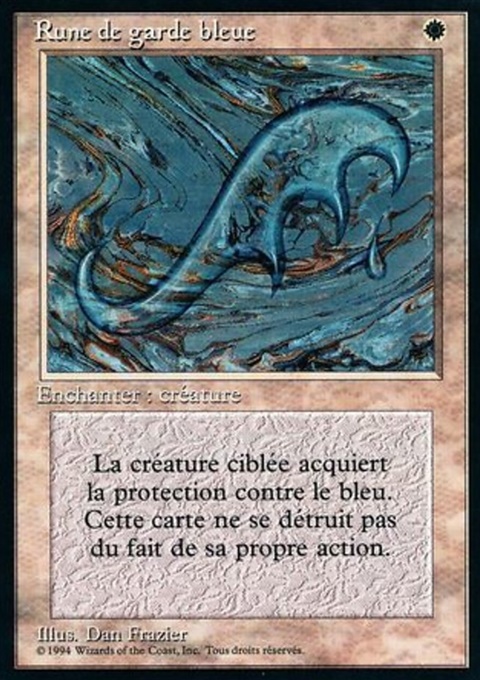 Rune de garde bleue
Enchanter : créature
La créature ciblée acquiert
la protection contre le bleu.
Cette carte ne se détruit pas
du fait de sa propre action.
Illus. Dan Frazier
© 1994 Wizards of the Coast, Inc. Tous droits réservés.